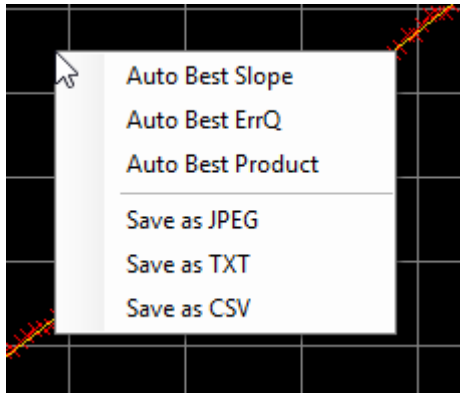 Auto Best Slope
Auto Best ErrQ
Auto Best Product
Save as JPEG
Save as TXT
Save as CSV